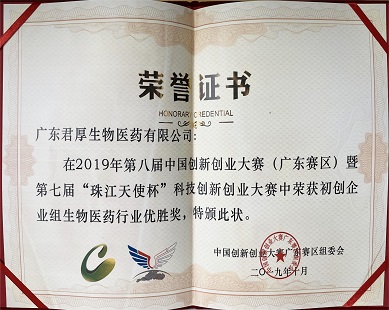 荣誉证书
HONORARY CREDENTIAL
广东君厚生物医药有限公司：
在2019年第八届中国创新创业大赛（广东赛区）暨
第七届“珠江天使杯”科技创新创业大赛中荣获初创企
业组生物医药行业优胜奖，特颁此状。
中国创新创业大赛广东赛区组委会
二〇一九年十月